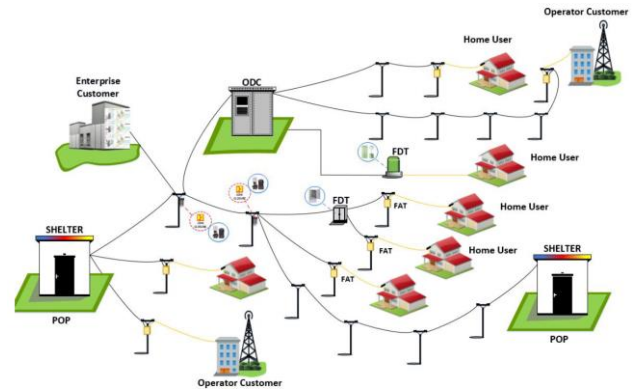 Operator Customer
Home User
Enterprise
Customer
ODC
FDT
Home User
FDT
FAT
Home User
SHELTER
FAT
Home User
SHELTER
FAT
POP
POP
Operator Customer